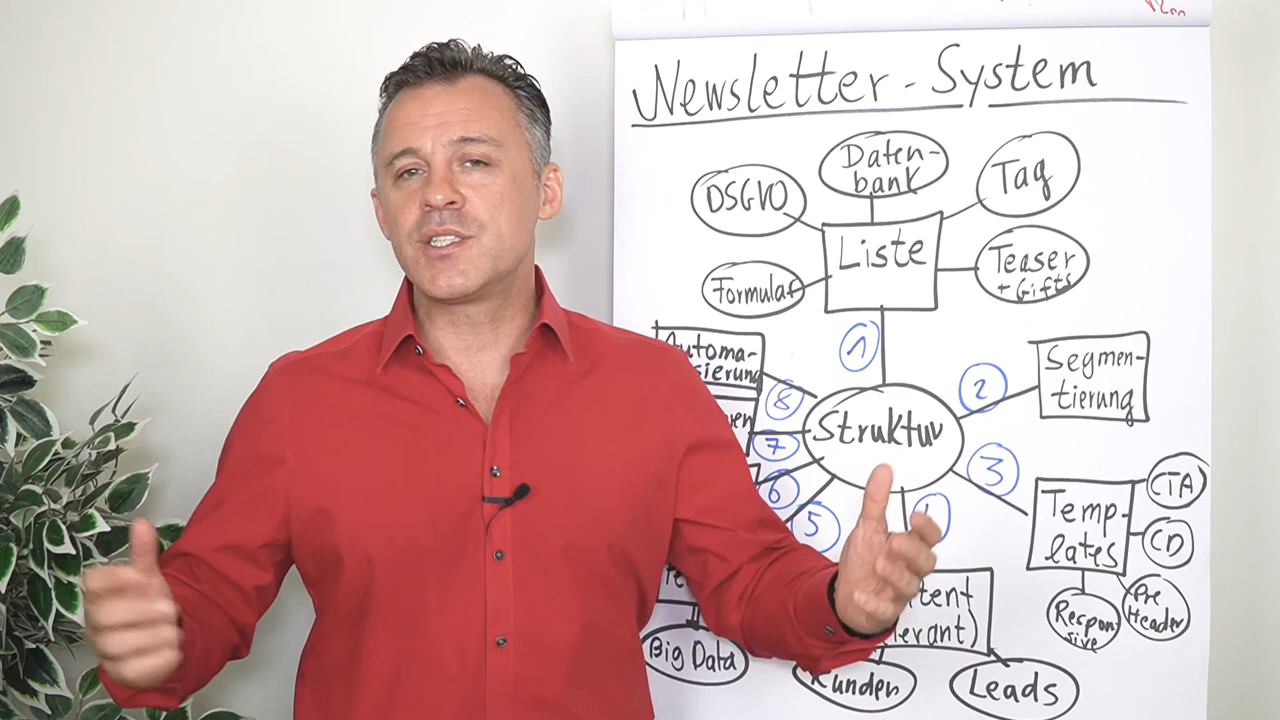 Newsletter-System
Daten-
bank
Tag
DSGVO
Liste
Teaser
+ Gifts
Formular
1
Segmen-
tierung
2
8
Struktur
7
3
6
5
CTA
Temp-
lates
CD
Respon
sive
Pre
Header
Big Data
Kunden
Leads